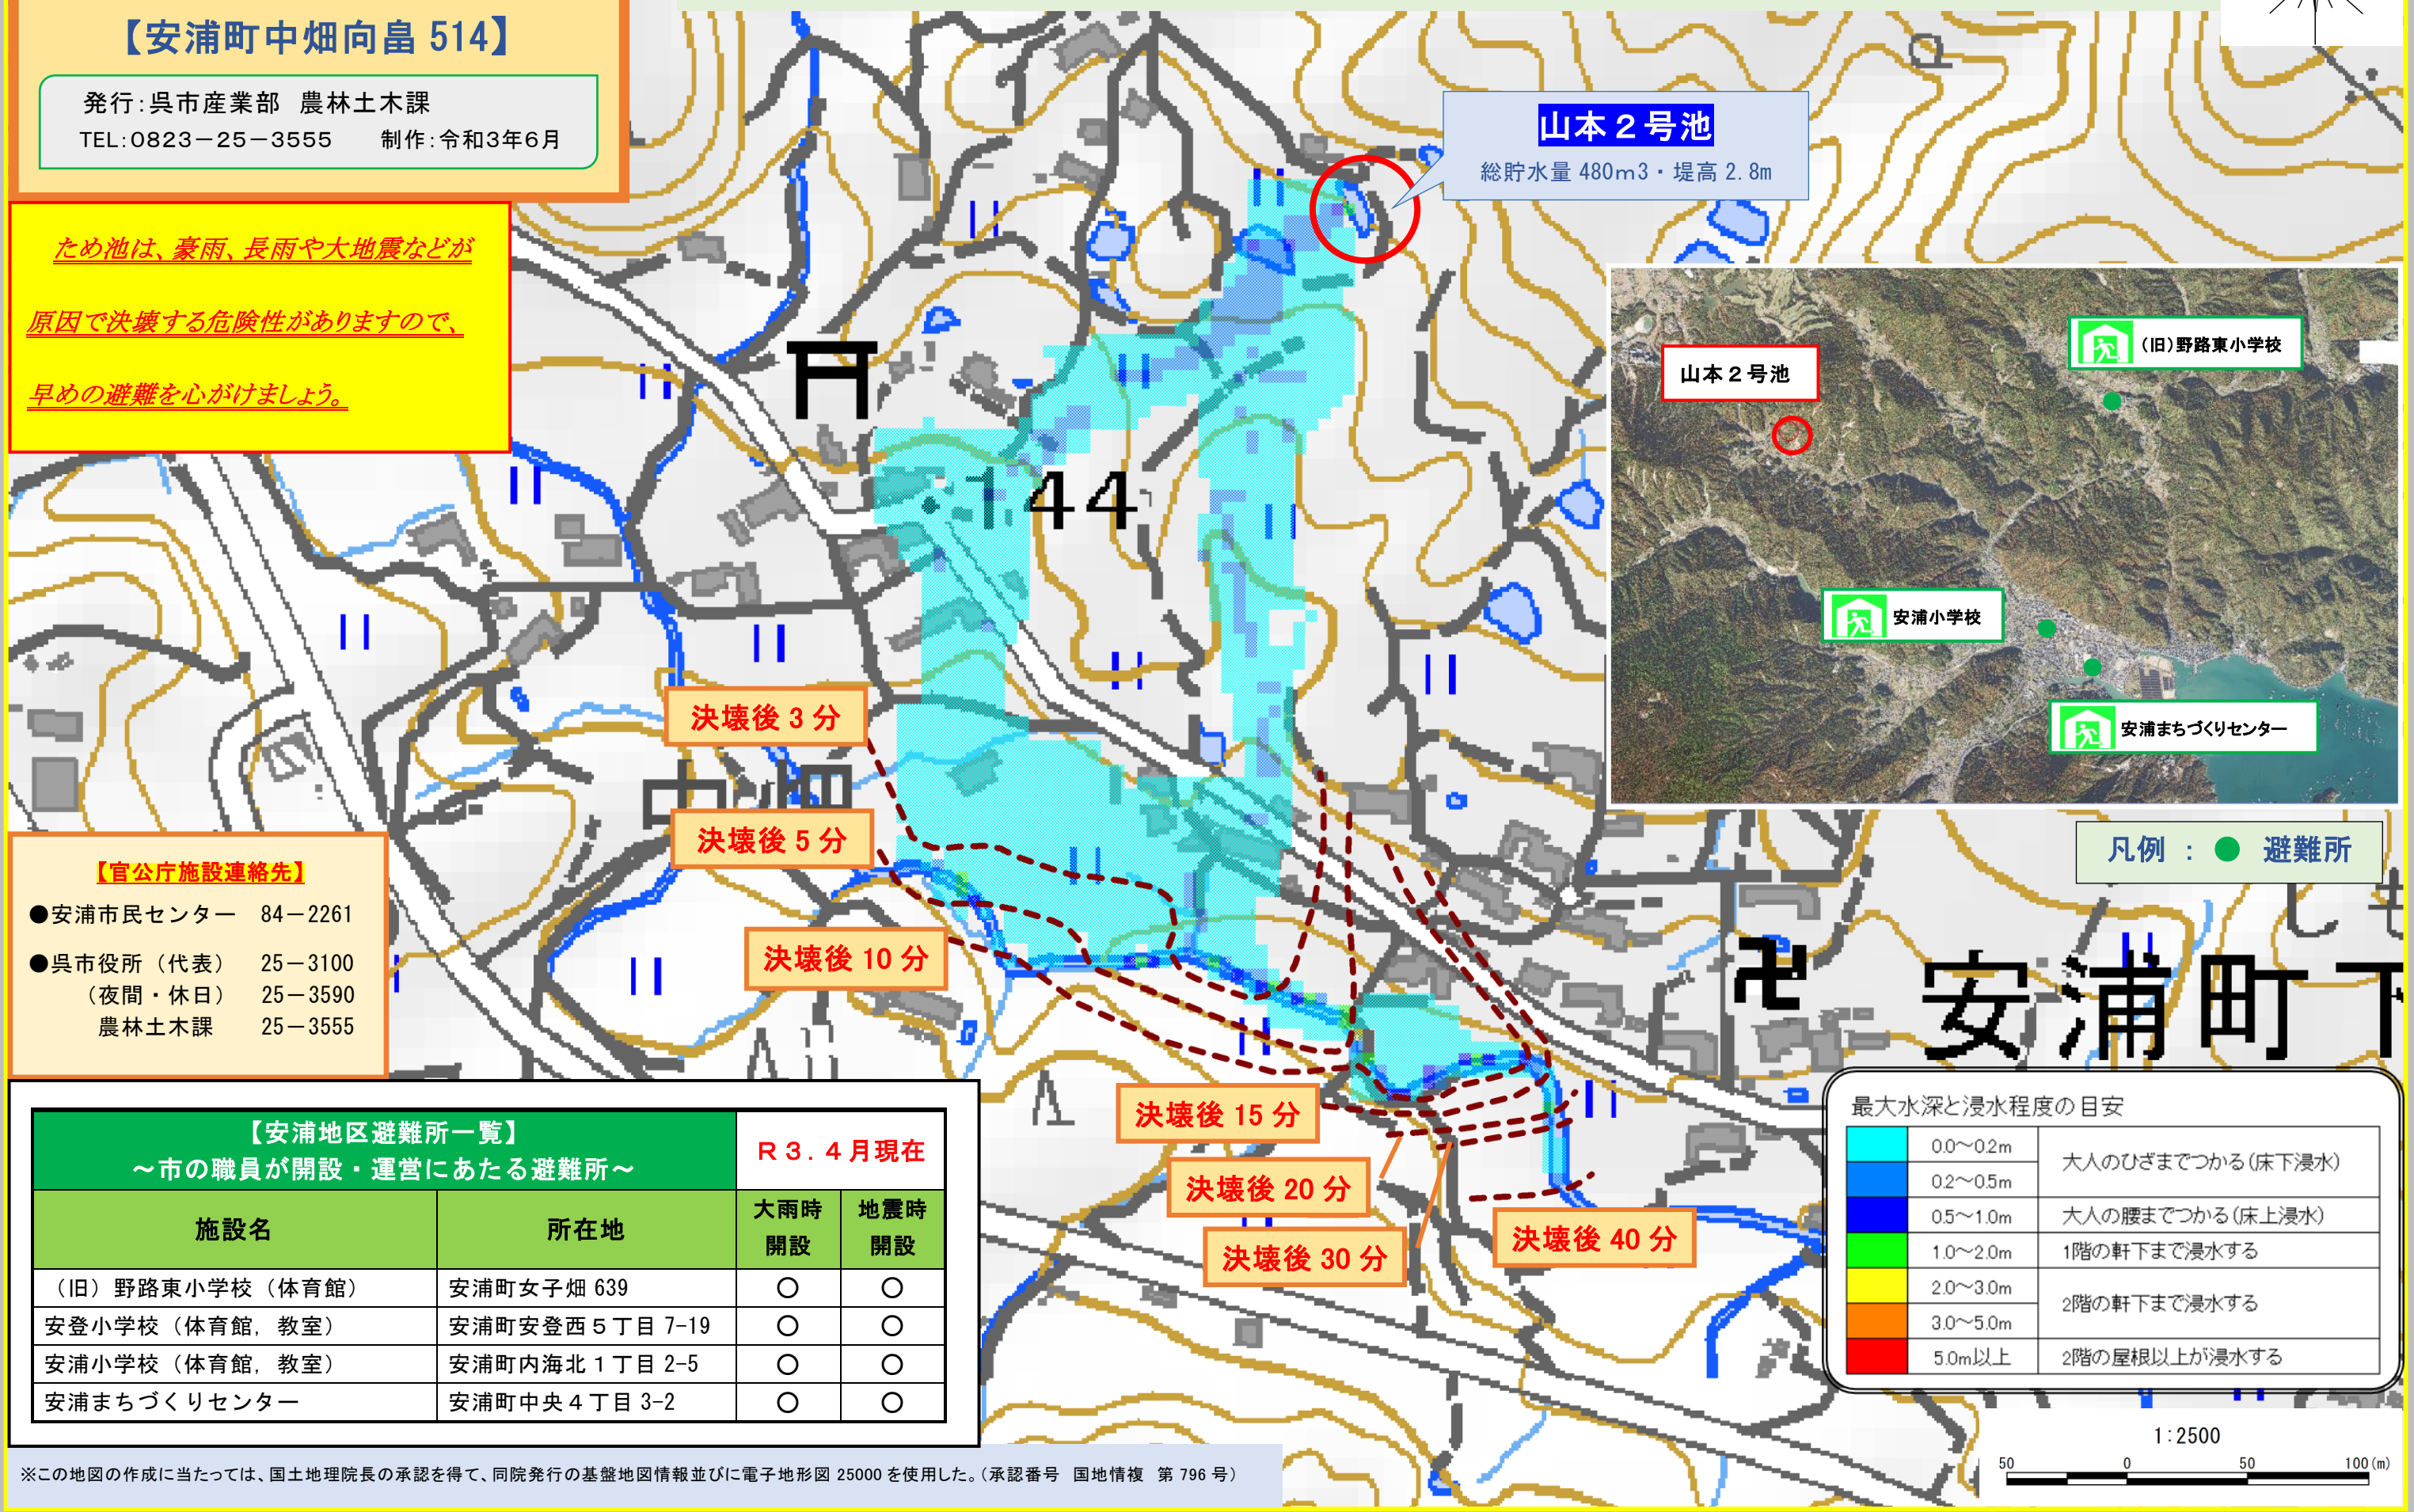 【安浦町中畑向畠 514】
発行:呉市産業部 農林土木課
TEL:0823-25-3555 制作:令和3年6月
ため池は、豪雨、長雨や大地震などが
原因で決壊する危険性がありますので、
早めの避難を心がけましょう。
山本2号池
総貯水量 480m3・堤高 2.8m
山本2号池
(旧)野路東小学校
安浦小学校
安浦まちづくりセンター
凡例 : ● 避難所
144
決壊後 3 分
決壊後 5 分
決壊後 10 分
決壊後 15 分
決壊後 20 分
決壊後 30 分
決壊後 40 分
安浦町下
【官公庁施設連絡先】
●安浦市民センター 84-2261
●呉市役所(代表) 25-3100
(夜間・休日) 25-3590
農林土木課 25-3555
【安浦地区避難所一覧】
~市の職員が開設・運営にあたる避難所~
R3.4月現在
施設名 所在地 大雨時開設 地震時開設
(旧)野路東小学校(体育館) 安浦町女子畑 639 ○ ○
安登小学校(体育館,教室) 安浦町安登西5丁目 7-19 ○ ○
安浦小学校(体育館,教室) 安浦町内海北1丁目 2-5 ○ ○
安浦まちづくりセンター 安浦町中央4丁目 3-2 ○ ○
最大水深と浸水程度の目安
0.0~0.2m 大人のひざまでつかる(床下浸水)
0.2~0.5m
0.5~1.0m 大人の腰までつかる(床上浸水)
1.0~2.0m 1階の軒下まで浸水する
2.0~3.0m 2階の軒下まで浸水する
3.0~5.0m
5.0m以上 2階の屋根以上が浸水する
1:2500
50 0 50 100(m)
※この地図の作成に当たっては、国土地理院長の承認を得て、同院発行の基盤地図情報並びに電子地形図 25000 を使用した。(承認番号 国地情複 第 796 号)